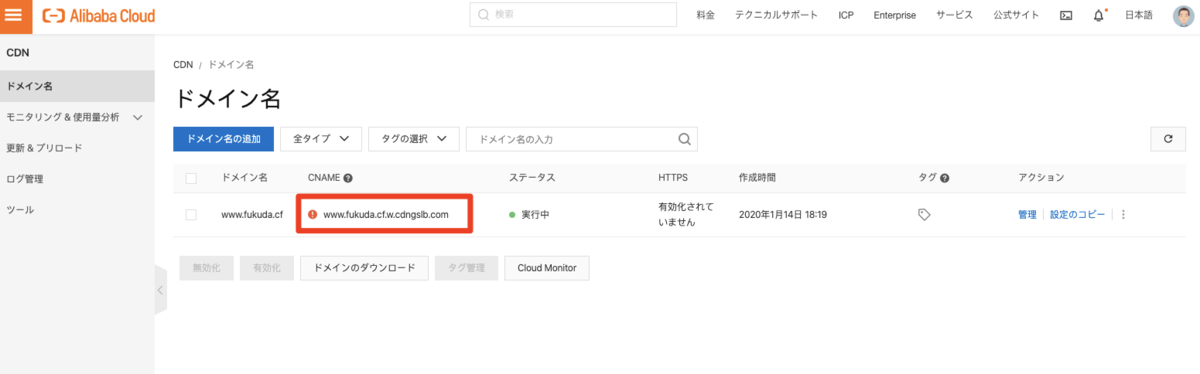 Alibaba Cloud
検索
料金 テクニカルサポート ICP Enterprise サービス 公式サイト 日本語
CDN
ドメイン名
モニタリング & 使用量分析
更新 & プリロード
ログ管理
ツール
CDN / ドメイン名
ドメイン名
ドメイン名の追加 全タイプ タグの選択 ドメイン名の入力
ドメイン名 CNAME ステータス HTTPS 作成時間 タグ アクション
www.fukuda.cf www.fukuda.cf.w.cdngslb.com 実行中 有効化されて 2020年1月14日 18:19 管理 設定のコピー
いません
無効化 有効化 ドメインのダウンロード タグ管理 Cloud Monitor